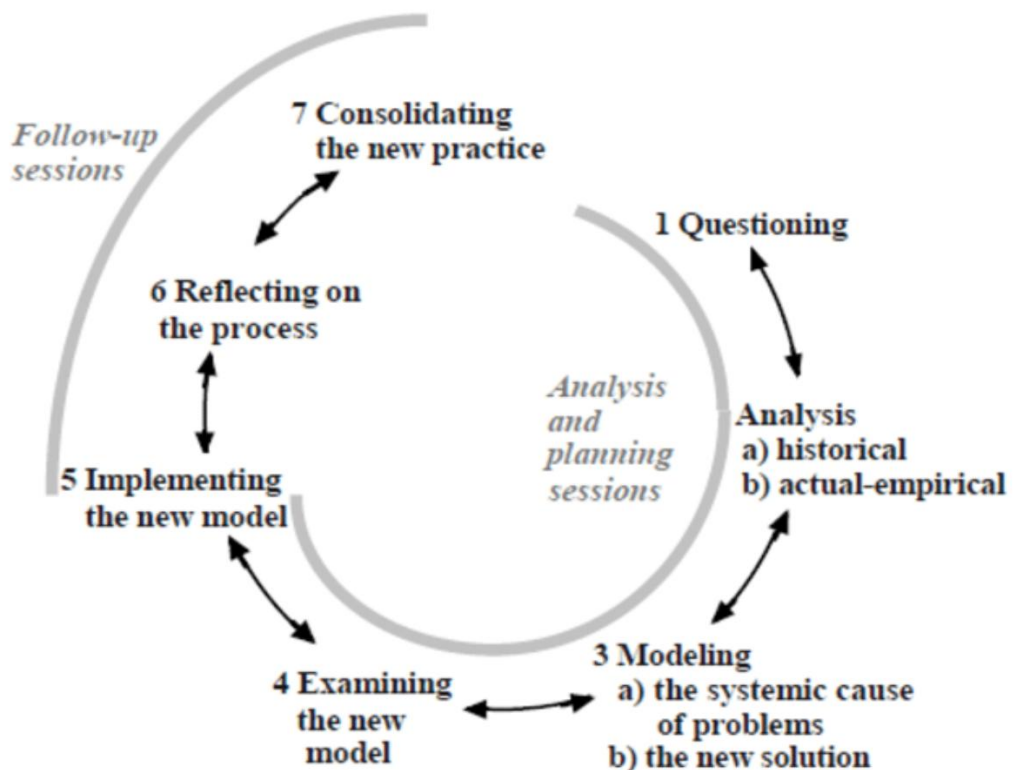 7 Consolidating
the new practice
Follow-up
sessions
1 Questioning
6 Reflecting on
the process
Analysis
and
planning
sessions
Analysis
a) historical
b) actual-empirical
5 Implementing
the new model
3 Modeling
a) the systemic cause
of problems
b) the new solution
4 Examining
the new
model